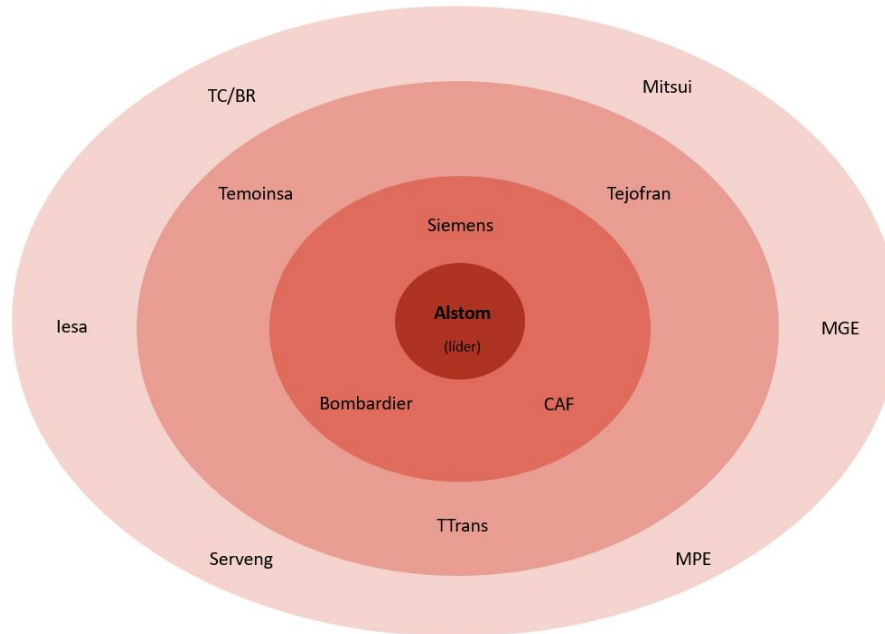 TC/BR
Mitsui
Temoinsa
Tejofran
Siemens
Alstom
(líder)
Iesa
MGE
Bombardier
CAF
TTrans
Serveng
MPE